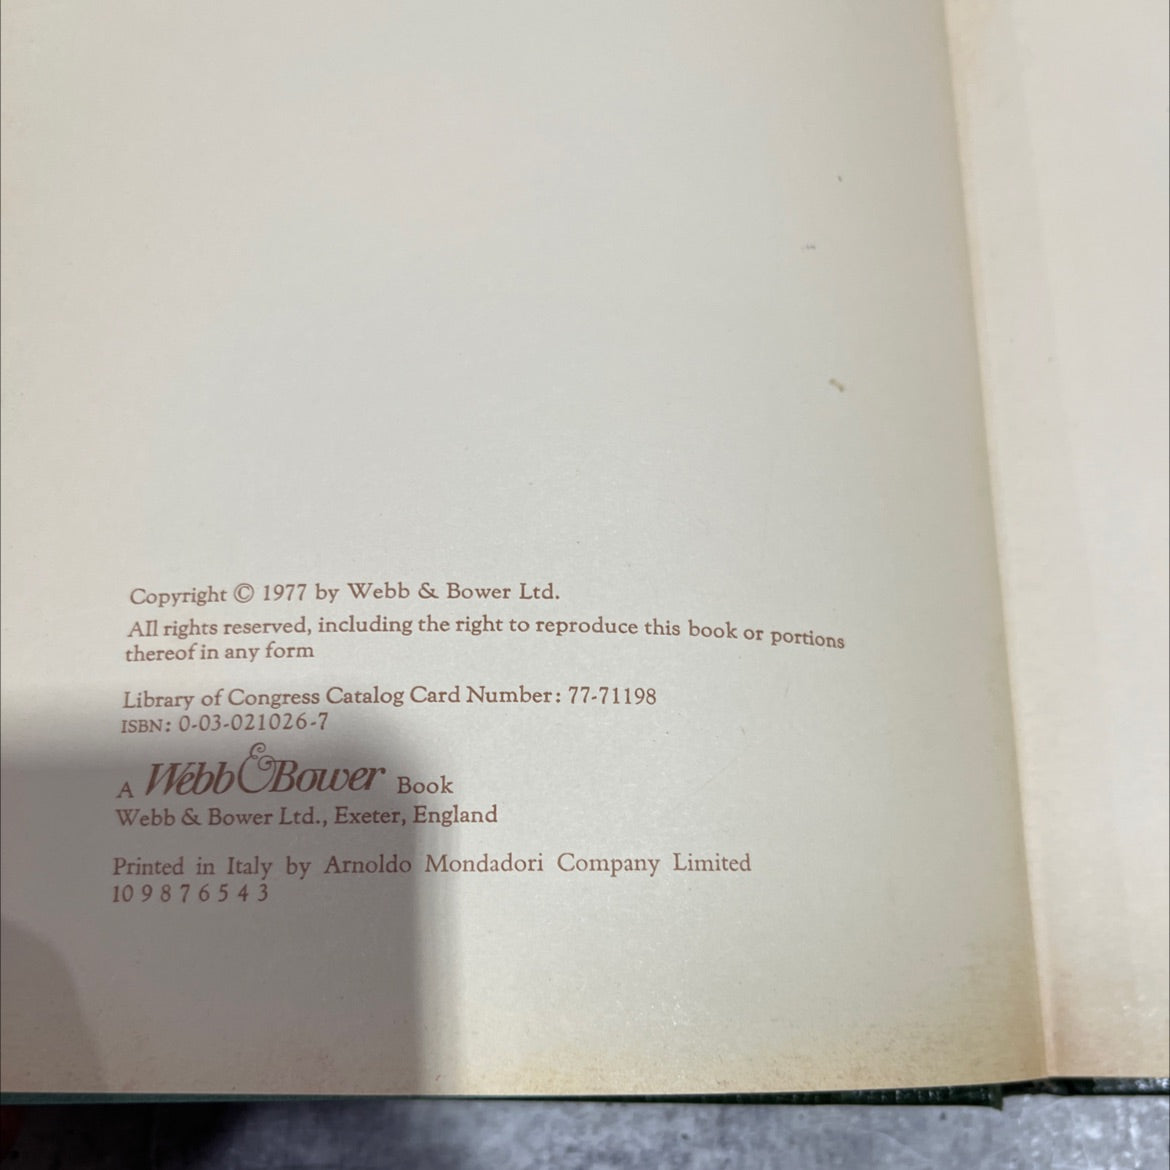 Copyright © 1977 by Webb & Bower Ltd.
All rights reserved, including the right to reproduce this book or portions
thereof in any form
Library of Congress Catalog Card Number: 77-71198
ISBN: 0-03-021026-7
A Webb & Bower Book
Webb & Bower Ltd., Exeter, England
Printed in Italy by Arnoldo Mondadori Company Limited
10 9 8 7 6 5 4 3